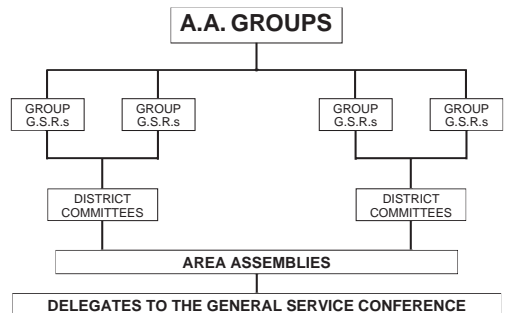 A.A. GROUPS
GROUP
G.S.R.s
GROUP
G.S.R.s
GROUP
G.S.R.s
GROUP
G.S.R.s
DISTRICT
COMMITTEES
DISTRICT
COMMITTEES
AREA ASSEMBLIES
DELEGATES TO THE GENERAL SERVICE CONFERENCE